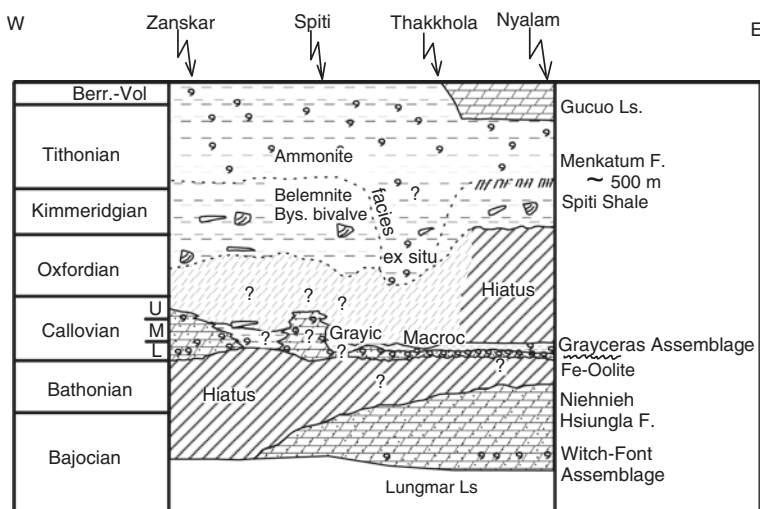 W
Zanskar
Spiti
Thakkhola
Nyalam
E
Berr.-Vol
Gucuo Ls.
Tithonian
Ammonite
Menkatum F.
~ 500 m
Spiti Shale
Belemnite
Bys. bivalve
facies
?
Kimmeridgian
ex situ
Oxfordian
Hiatus
?
?
?
Callovian
U
M
L
?
?
?
Grayic
Macroc
Grayceras Assemblage
Fe-Oolite
Bathonian
Hiatus
?
?
Niehnieh
Hsiungla F.
Bajocian
Witch-Font
Assemblage
Lungmar Ls